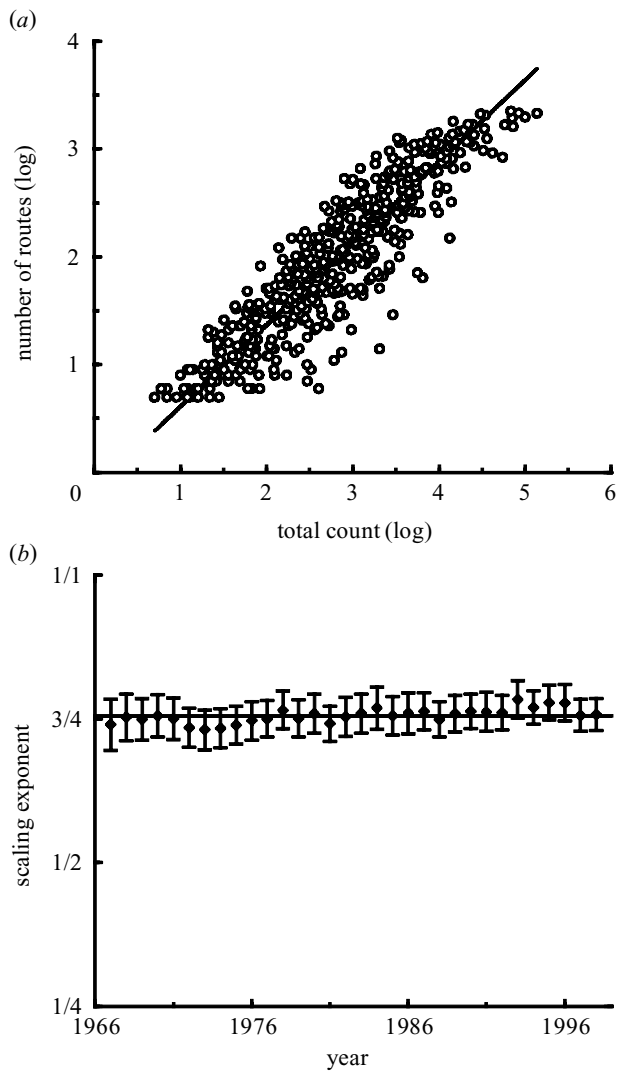 (a)
4
3
2
1
0
1 2 3 4 5 6
number of routes (log)
total count (log)
(b)
1/1
3/4
1/2
1/4
1966 1976 1986 1996
scaling exponent
year